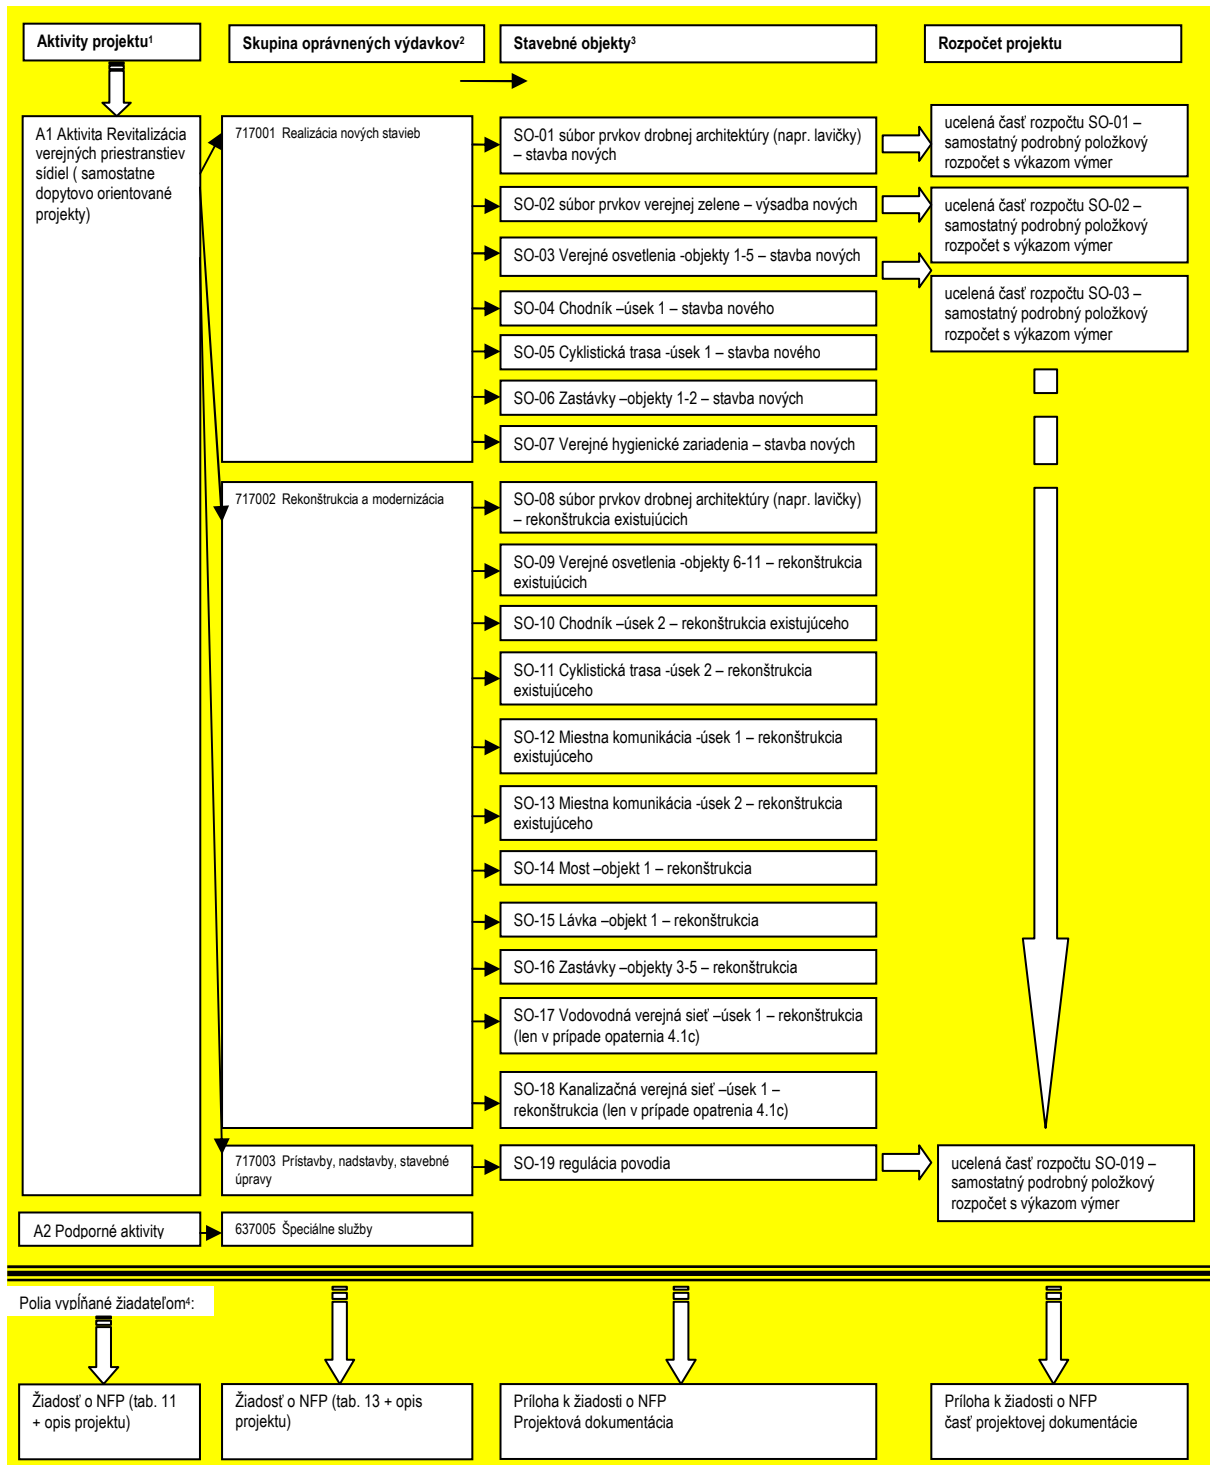 Aktivity projektu¹
Skupina oprávnených výdavkov²
Stavebné objekty³
Rozpočet projektu
A1 Aktivita Revitalizácia
verejných priestranstiev
sídiel ( samostatne
dopytovo orientované
projekty)
717001 Realizácia nových stavieb
SO-01 súbor prvkov drobnej architektúry (napr. lavičky)
– stavba nových
ucelená časť rozpočtu SO-01 –
samostatný podrobný položkový
rozpočet s výkazom výmer
SO-02 súbor prvkov verejnej zelene – výsadba nových
ucelená časť rozpočtu SO-02 –
samostatný podrobný položkový
rozpočet s výkazom výmer
SO-03 Verejné osvetlenia -objekty 1-5 – stavba nových
ucelená časť rozpočtu SO-03 –
samostatný podrobný položkový
rozpočet s výkazom výmer
SO-04 Chodník –úsek 1 – stavba nového
SO-05 Cyklistická trasa -úsek 1 – stavba nového
SO-06 Zastávky –objekty 1-2 – stavba nových
SO-07 Verejné hygienické zariadenia – stavba nových
717002 Rekonštrukcia a modernizácia
SO-08 súbor prvkov drobnej architektúry (napr. lavičky)
– rekonštrukcia existujúcich
SO-09 Verejné osvetlenia -objekty 6-11 – rekonštrukcia
existujúcich
SO-10 Chodník –úsek 2 – rekonštrukcia existujúceho
SO-11 Cyklistická trasa -úsek 2 – rekonštrukcia
existujúceho
SO-12 Miestna komunikácia -úsek 1 – rekonštrukcia
existujúceho
SO-13 Miestna komunikácia -úsek 2 – rekonštrukcia
existujúceho
SO-14 Most –objekt 1 – rekonštrukcia
SO-15 Lávka –objekt 1 – rekonštrukcia
SO-16 Zastávky –objekty 3-5 – rekonštrukcia
SO-17 Vodovodná verejná sieť –úsek 1 – rekonštrukcia
(len v prípade opaternia 4.1c)
SO-18 Kanalizačná verejná sieť –úsek 1 –
rekonštrukcia (len v prípade opatrenia 4.1c)
717003 Prístavby, nadstavby, stavebné
úpravy
SO-19 regulácia povodia
ucelená časť rozpočtu SO-019 –
samostatný podrobný položkový
rozpočet s výkazom výmer
A2 Podporné aktivity
637005 Špeciálne služby
Polia vypĺňané žiadateľom⁴:
Žiadosť o NFP (tab. 11
+ opis projektu)
Žiadosť o NFP (tab. 13 + opis
projektu)
Príloha k žiadosti o NFP
Projektová dokumentácia
Príloha k žiadosti o NFP
časť projektovej dokumentácie